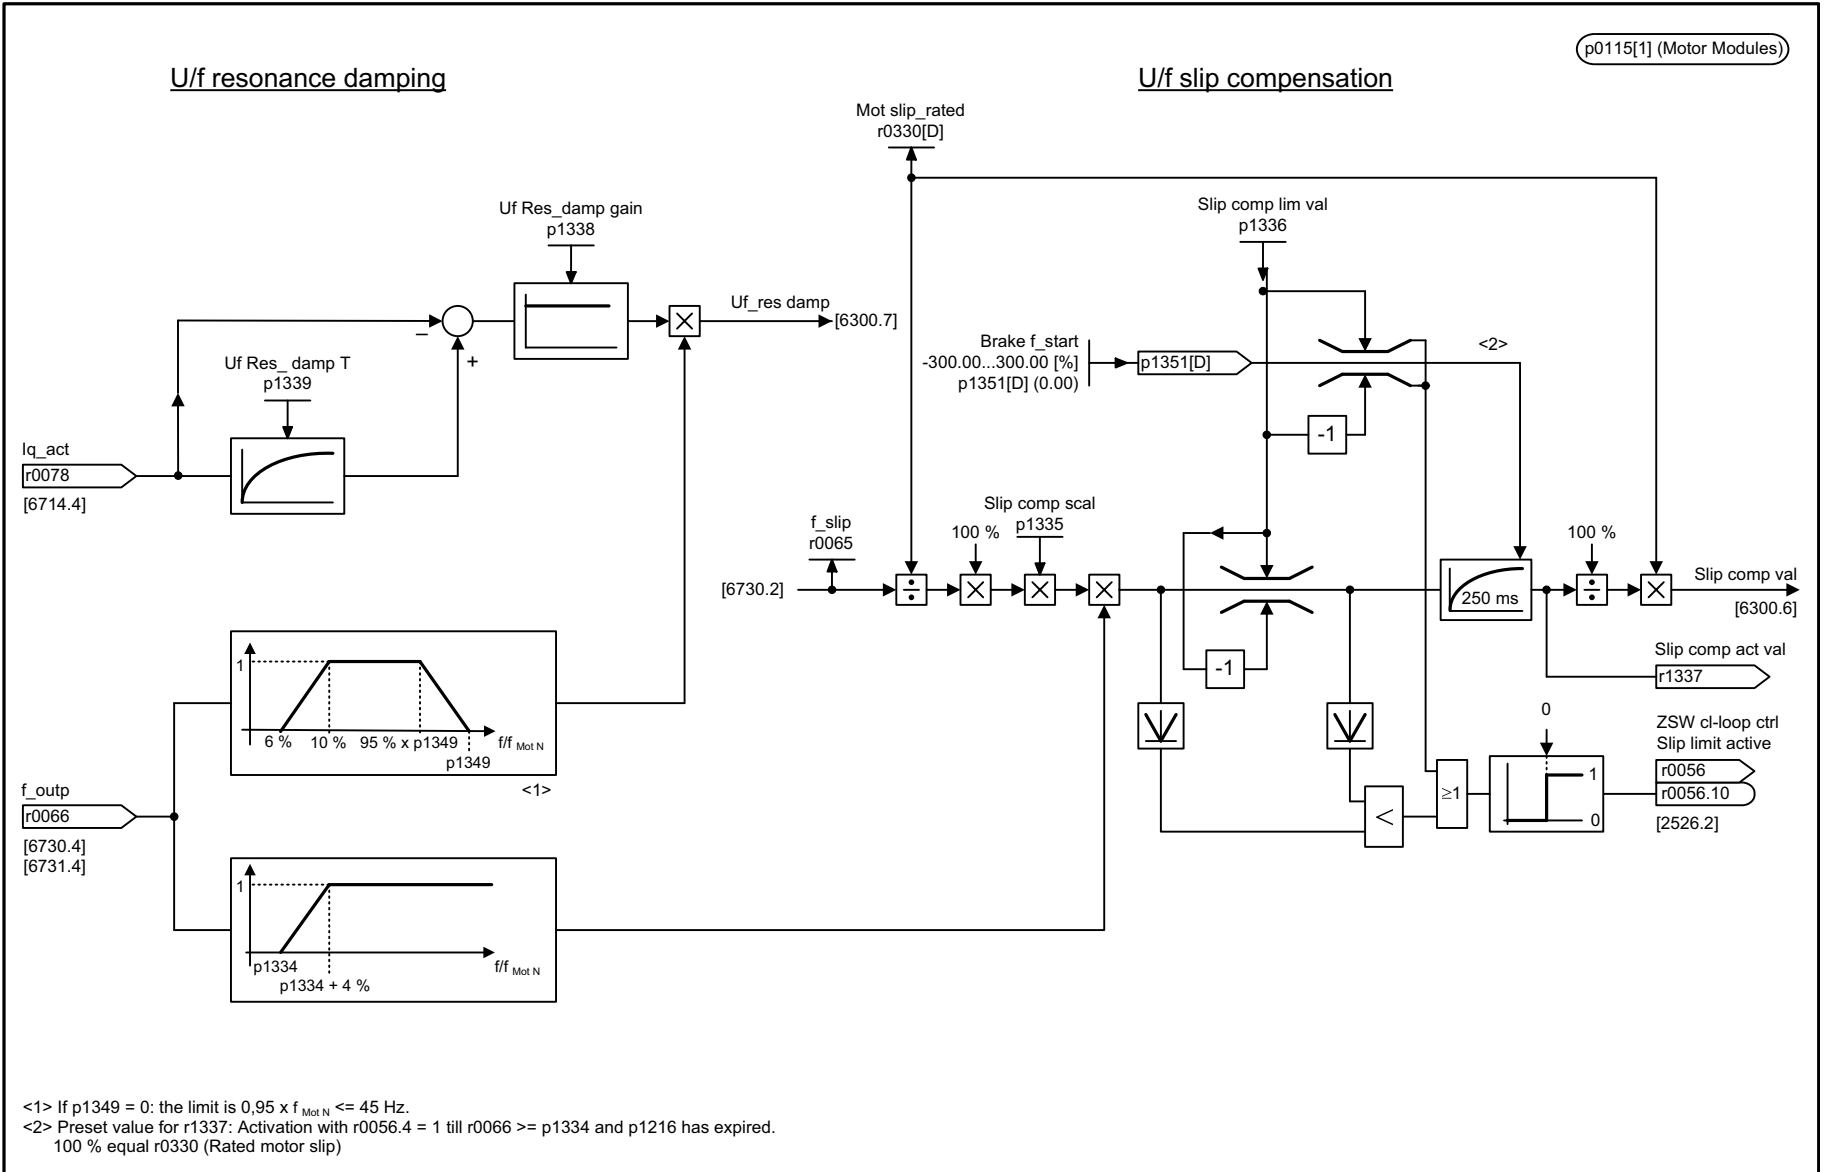 p0115[1] (Motor Modules)
U/f resonance damping
U/f slip compensation
Mot slip_rated
r0330[D]
Uf Res_damp gain
p1338
Slip comp lim val
p1336
Uf_res damp
[6300.7]
Brake f_start
-300.00...300.00 [%]
p1351[D] (0.00)
p1351[D]
<2>
−
+
Uf Res_ damp T
p1339
-1
Iq_act
r0078
[6714.4]
f_slip
r0065
100 %
Slip comp scal
p1335
100 %
[6730.2]
÷
×
×
×
250 ms
÷
×
Slip comp val
[6300.6]
×
-1
Slip comp act val
r1337
1
6 %
10 %
95 % x p1349
f/f Mot N
p1349
<1>
0
ZSW cl-loop ctrl
Slip limit active
r0056
r0056.10
[2526.2]
≥1
<
1
0
f_outp
r0066
[6730.4]
[6731.4]
1
p1334
p1334 + 4 %
f/f Mot N
<1> If p1349 = 0: the limit is 0,95 x f Mot N <= 45 Hz.
<2> Preset value for r1337: Activation with r0056.4 = 1 till r0066 >= p1334 and p1216 has expired.
100 % equal r0330 (Rated motor slip)